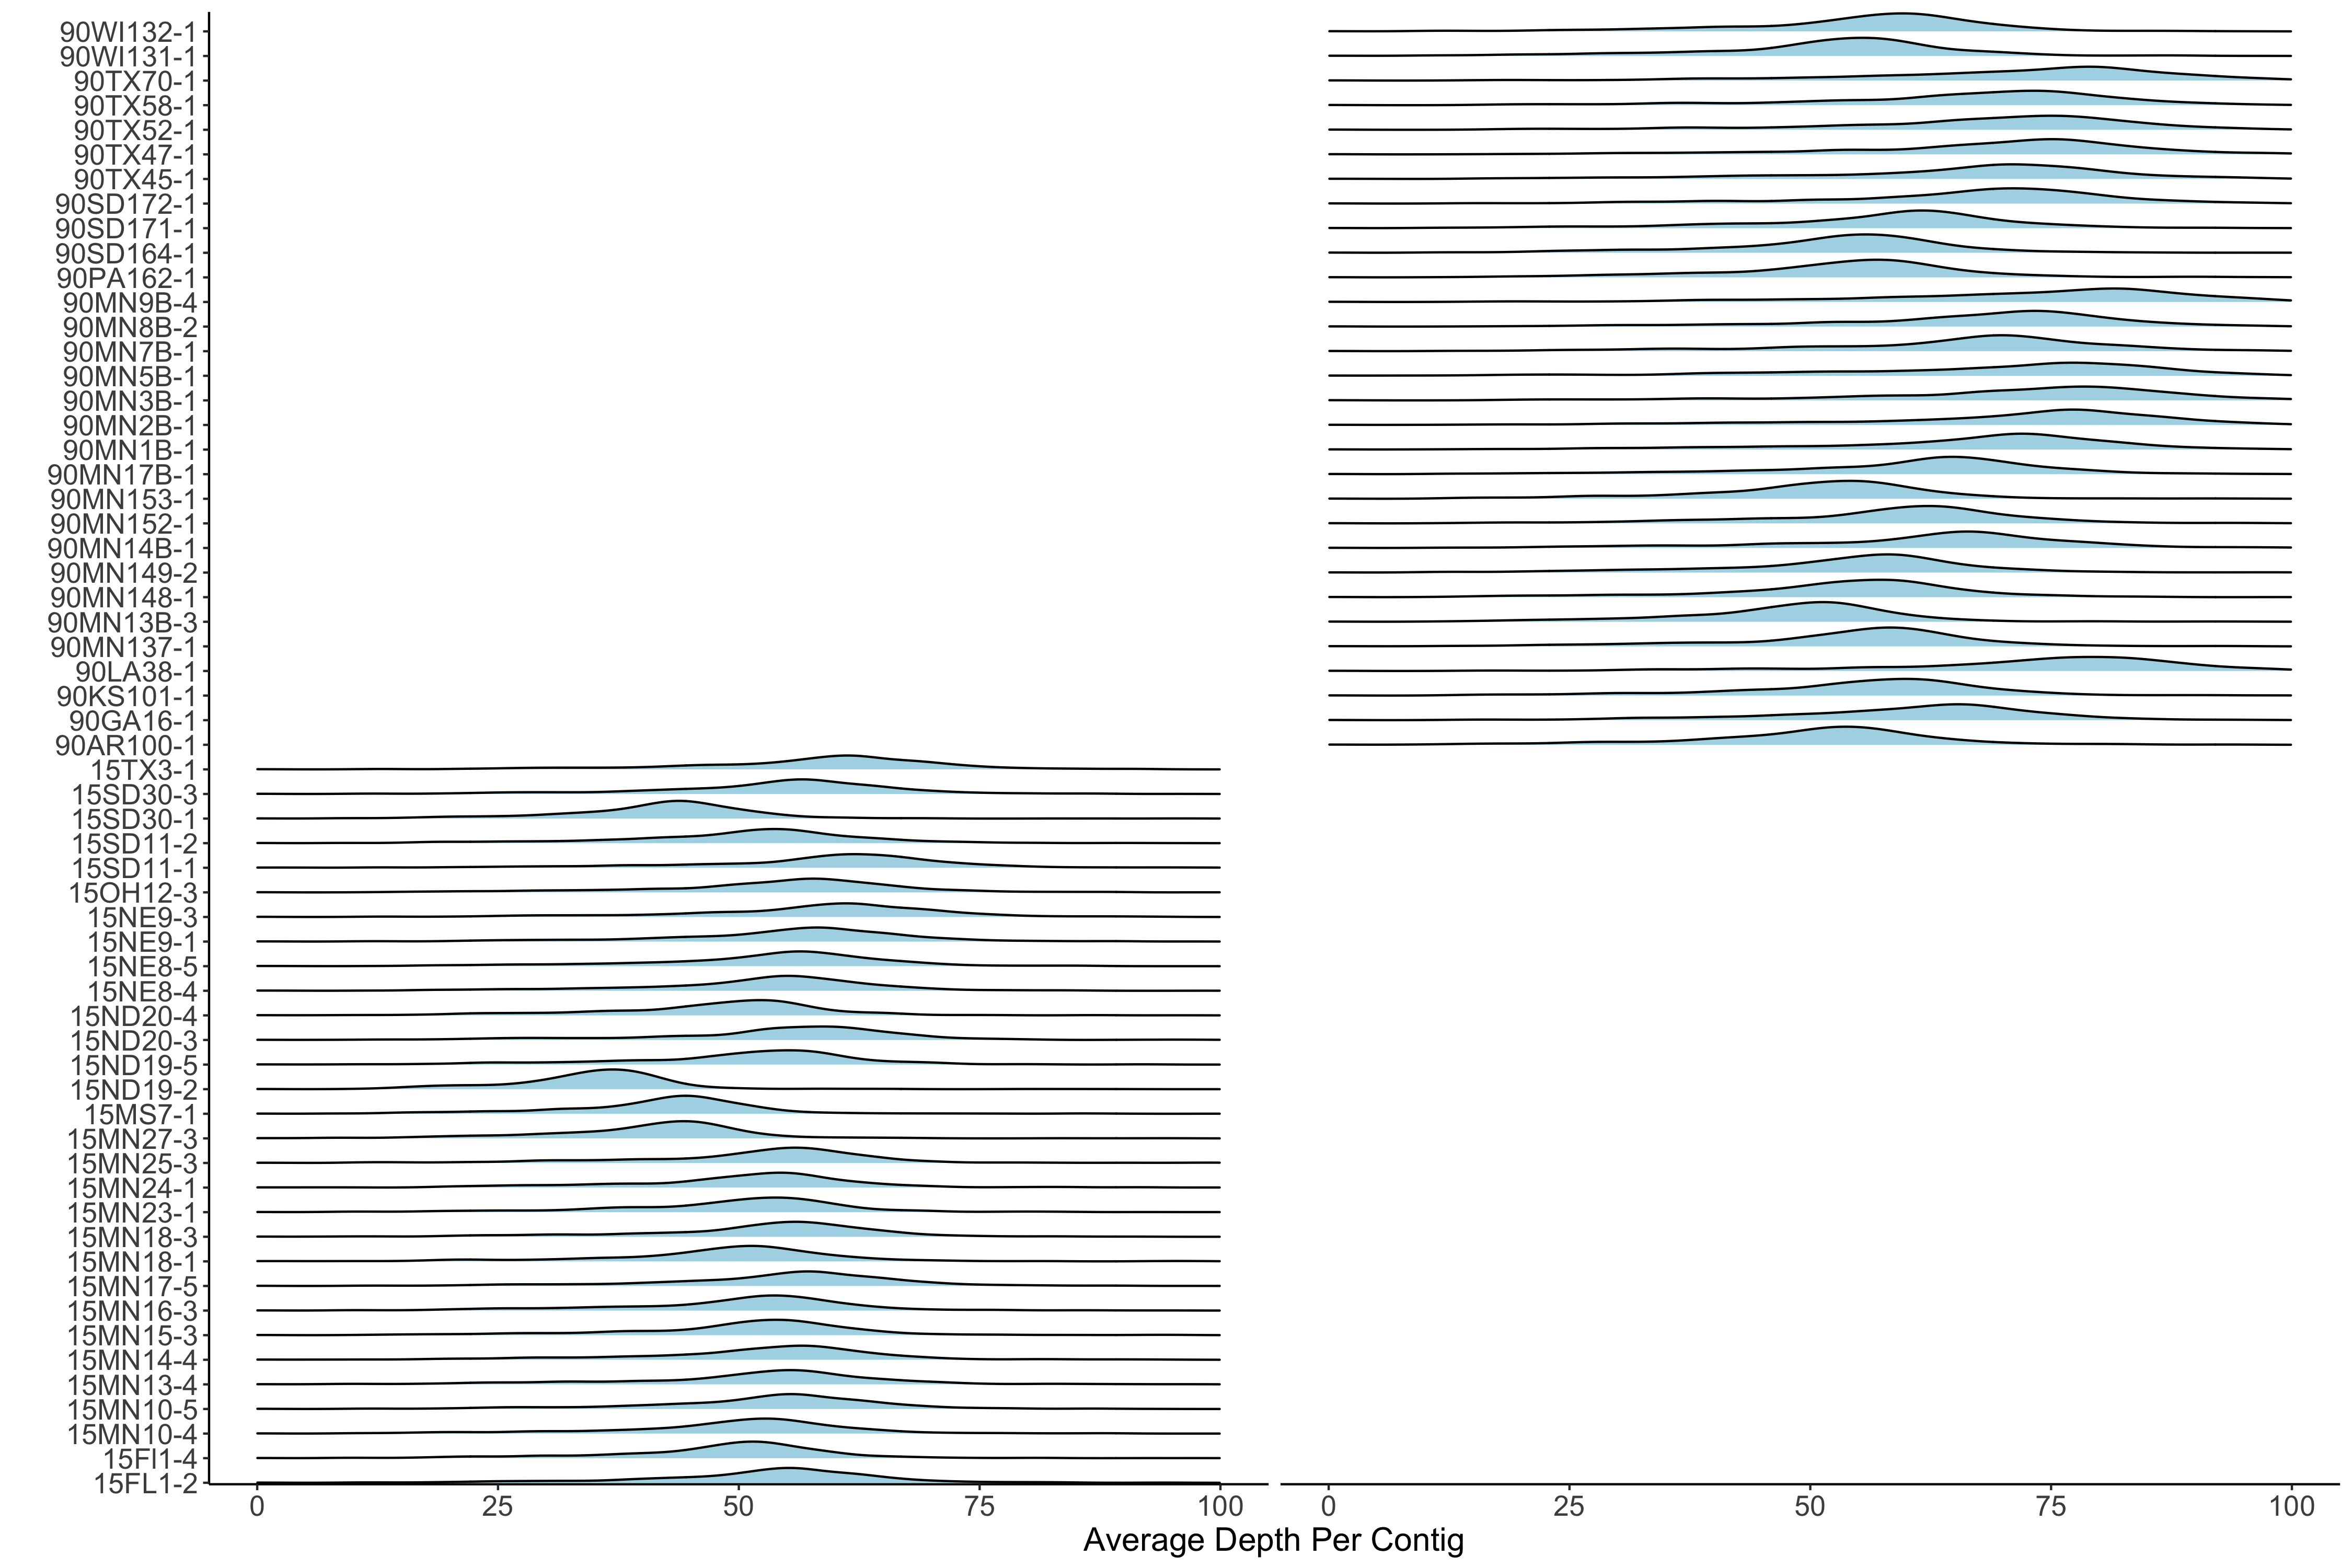 90WI132-1
90WI131-1
90TX70-1
90TX58-1
90TX52-1
90TX47-1
90TX45-1
90SD172-1
90SD171-1
90SD164-1
90PA162-1
90MN9B-4
90MN8B-2
90MN7B-1
90MN5B-1
90MN3B-1
90MN2B-1
90MN1B-1
90MN17B-1
90MN153-1
90MN152-1
90MN14B-1
90MN149-2
90MN148-1
90MN13B-3
90MN137-1
90LA38-1
90KS101-1
90GA16-1
90AR100-1
15TX3-1
15SD30-3
15SD30-1
15SD11-2
15SD11-1
15OH12-3
15NE9-3
15NE9-1
15NE8-5
15NE8-4
15ND20-4
15ND20-3
15ND19-5
15ND19-2
15MS7-1
15MN27-3
15MN25-3
15MN24-1
15MN23-1
15MN18-3
15MN18-1
15MN17-5
15MN16-3
15MN15-3
15MN14-4
15MN13-4
15MN10-5
15MN10-4
15Fl1-4
15FL1-2
0 25 50 75 100 0 25 50 75 100
Average Depth Per Contig